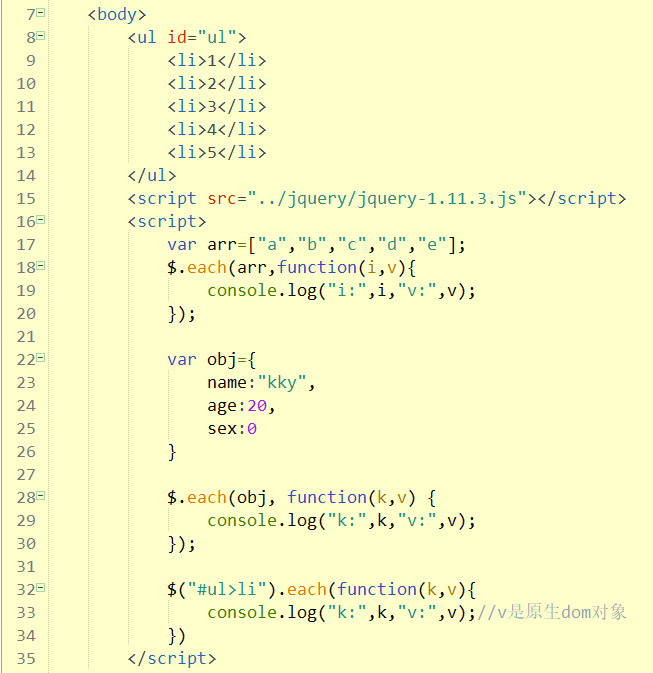 7 <body>
8 <ul id="ul">
9 <li>1</li>
10 <li>2</li>
11 <li>3</li>
12 <li>4</li>
13 <li>5</li>
14 </ul>
15 <script src="../jquery/jquery-1.11.3.js"></script>
16 <script>
17 var arr=["a","b","c","d","e"];
18 $.each(arr,function(i,v){
19 console.log("i:",i,"v:",v);
20 });
21
22 var obj={
23 name:"kky",
24 age:20,
25 sex:0
26 }
27
28 $.each(obj, function(k,v) {
29 console.log("k:",k,"v:",v);
30 });
31
32 $("#ul>li").each(function(k,v){
33 console.log("k:",k,"v:",v);//v是原生dom对象
34 })
35 </script>